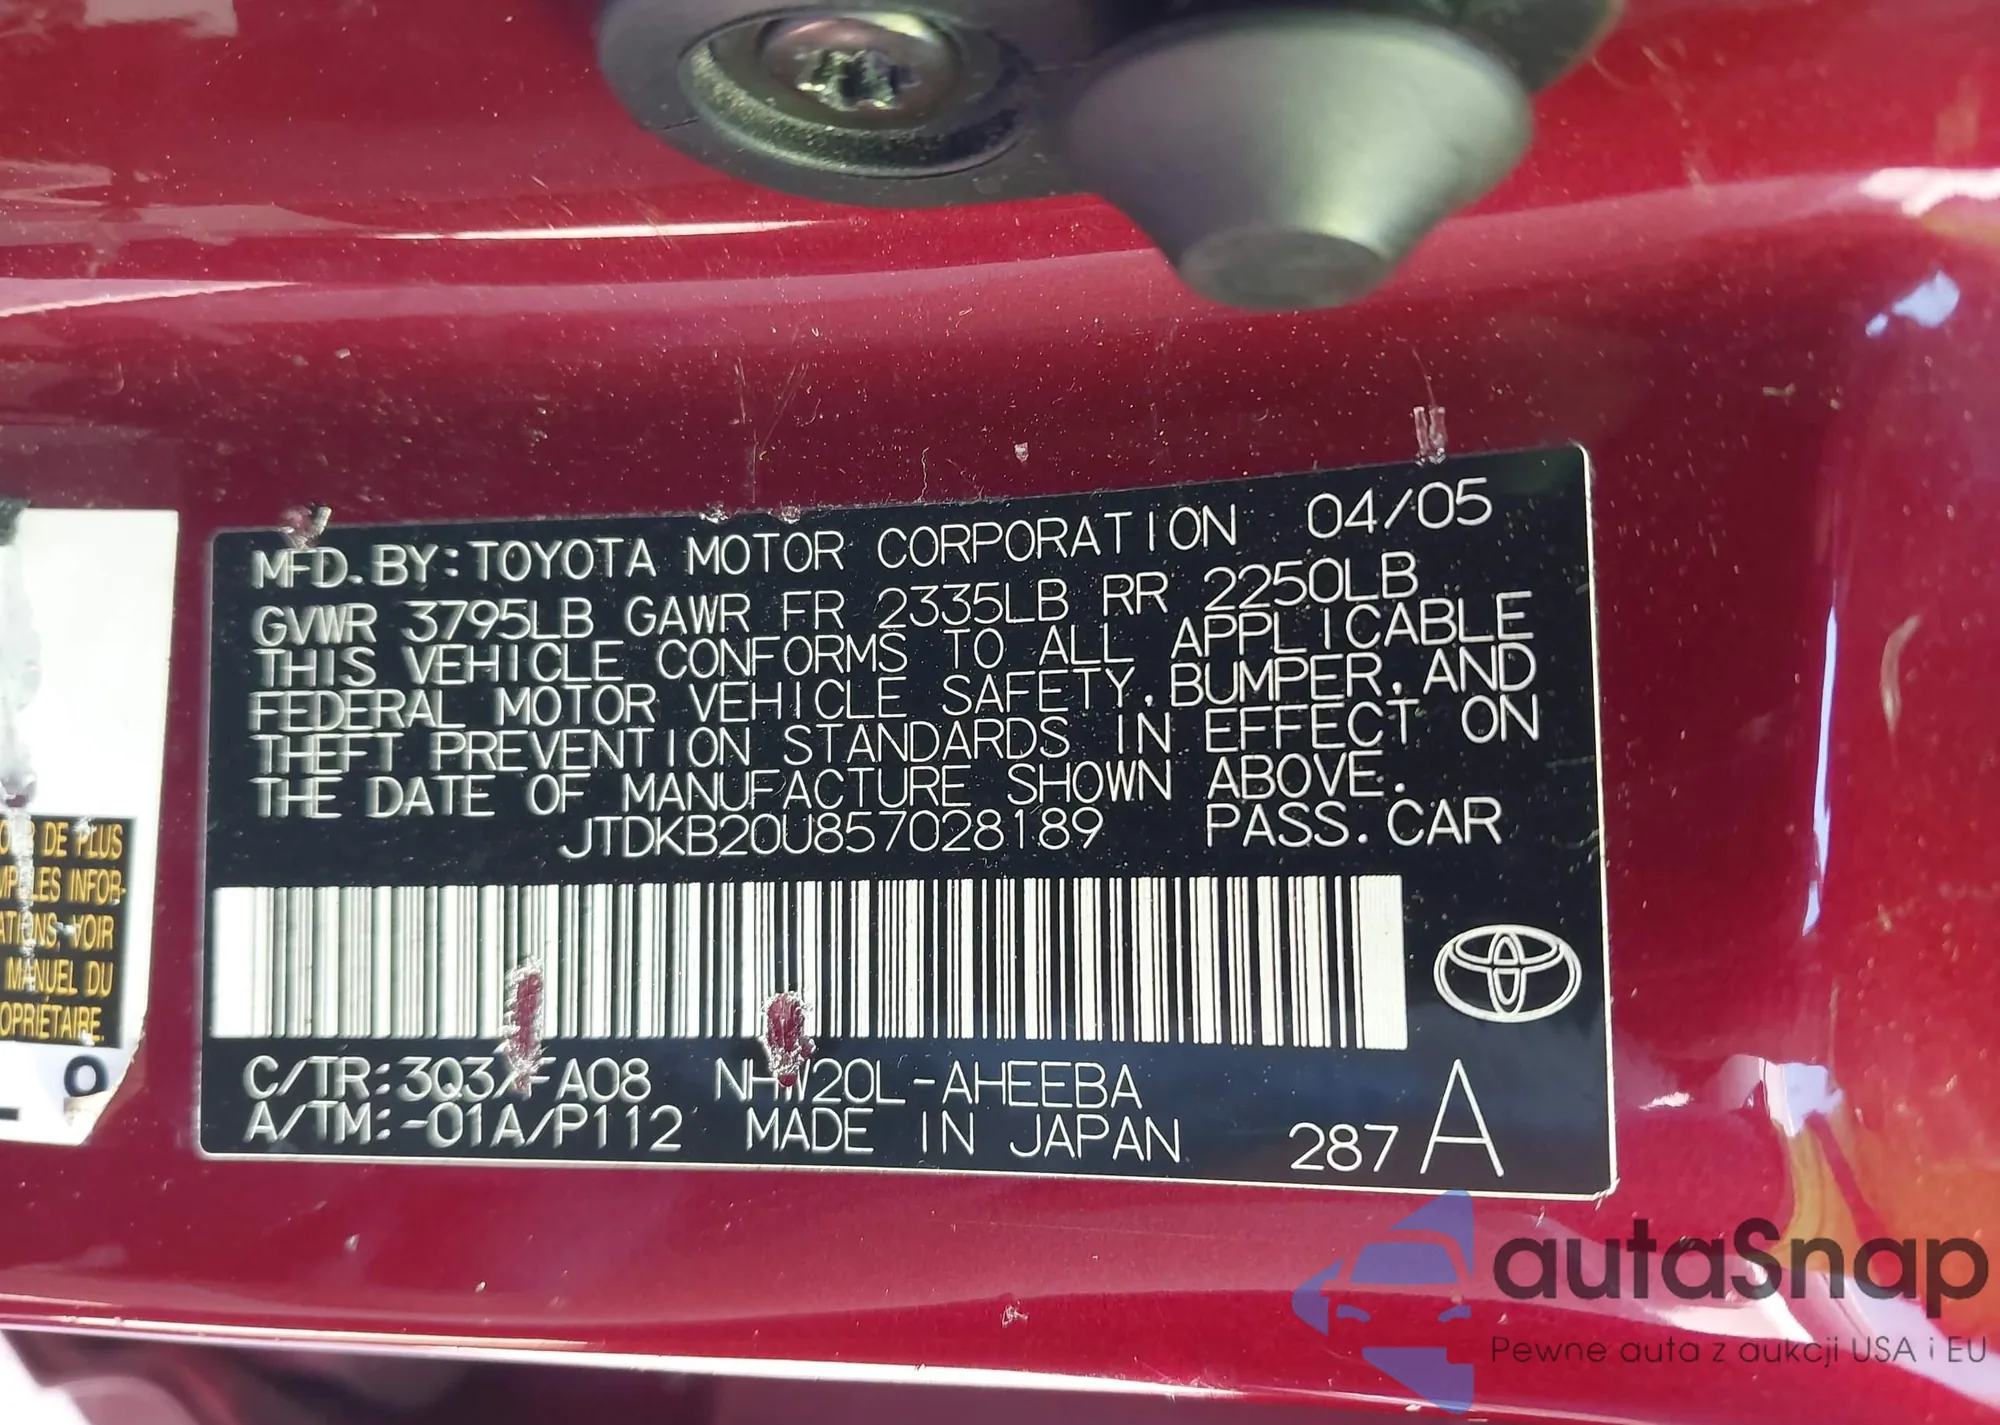 MFD. BY: TOYOTA MOTOR CORPORATION 04/05
GVWR 3795LB GAWR FR 2335LB RR 2250LB
THIS VEHICLE CONFORMS TO ALL APPLICABLE
FEDERAL MOTOR VEHICLE SAFETY, BUMPER, AND
THEFT PREVENTION STANDARDS IN EFFECT ON
THE DATE OF MANUFACTURE SHOWN ABOVE.
JTDKB20U857028189 PASS. CAR
C/TR: FA08 NHW20L-AHEEBA
A/TM: -01A/P112 MADE IN JAPAN 287 A
DE PLUS
INFOR-
VOIR
MANUEL DU
autaSnap
Pewne auta z aukcji USA i EU